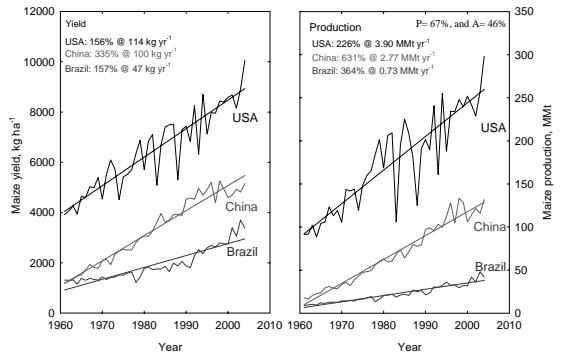 Yield
USA: 156% @ 114 kg yr-1
China: 335% @ 100 kg yr-1
Brazil: 157% @ 47 kg yr-1
Maize yield, kg ha-1
12000
10000
8000
6000
4000
2000
0
USA
China
Brazil
1960 1970 1980 1990 2000 2010
Year
Production
P= 67%, and A= 46%
USA: 226% @ 3.90 MMt yr-1
China: 631% @ 2.77 MMt yr-1
Brazil: 364% @ 0.73 MMt yr-1
USA
China
Brazil
350
300
250
200
150
100
50
0
Maize production, MMt
1960 1970 1980 1990 2000 2010
Year